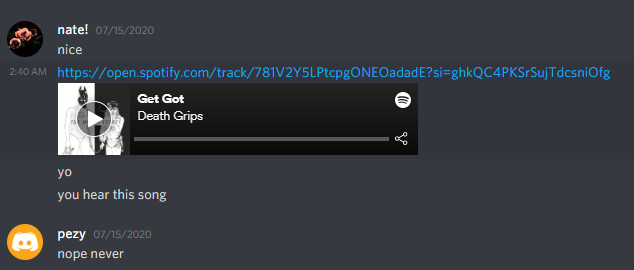 nate! 07/15/2020
nice
2:40 AM https://open.spotify.com/track/781V2Y5LPtcpgONEOadadE?si=ghkQC4PKSrSujTdcsniOfg
Get Got
Death Grips
yo
you hear this song
pezy 07/15/2020
nope never